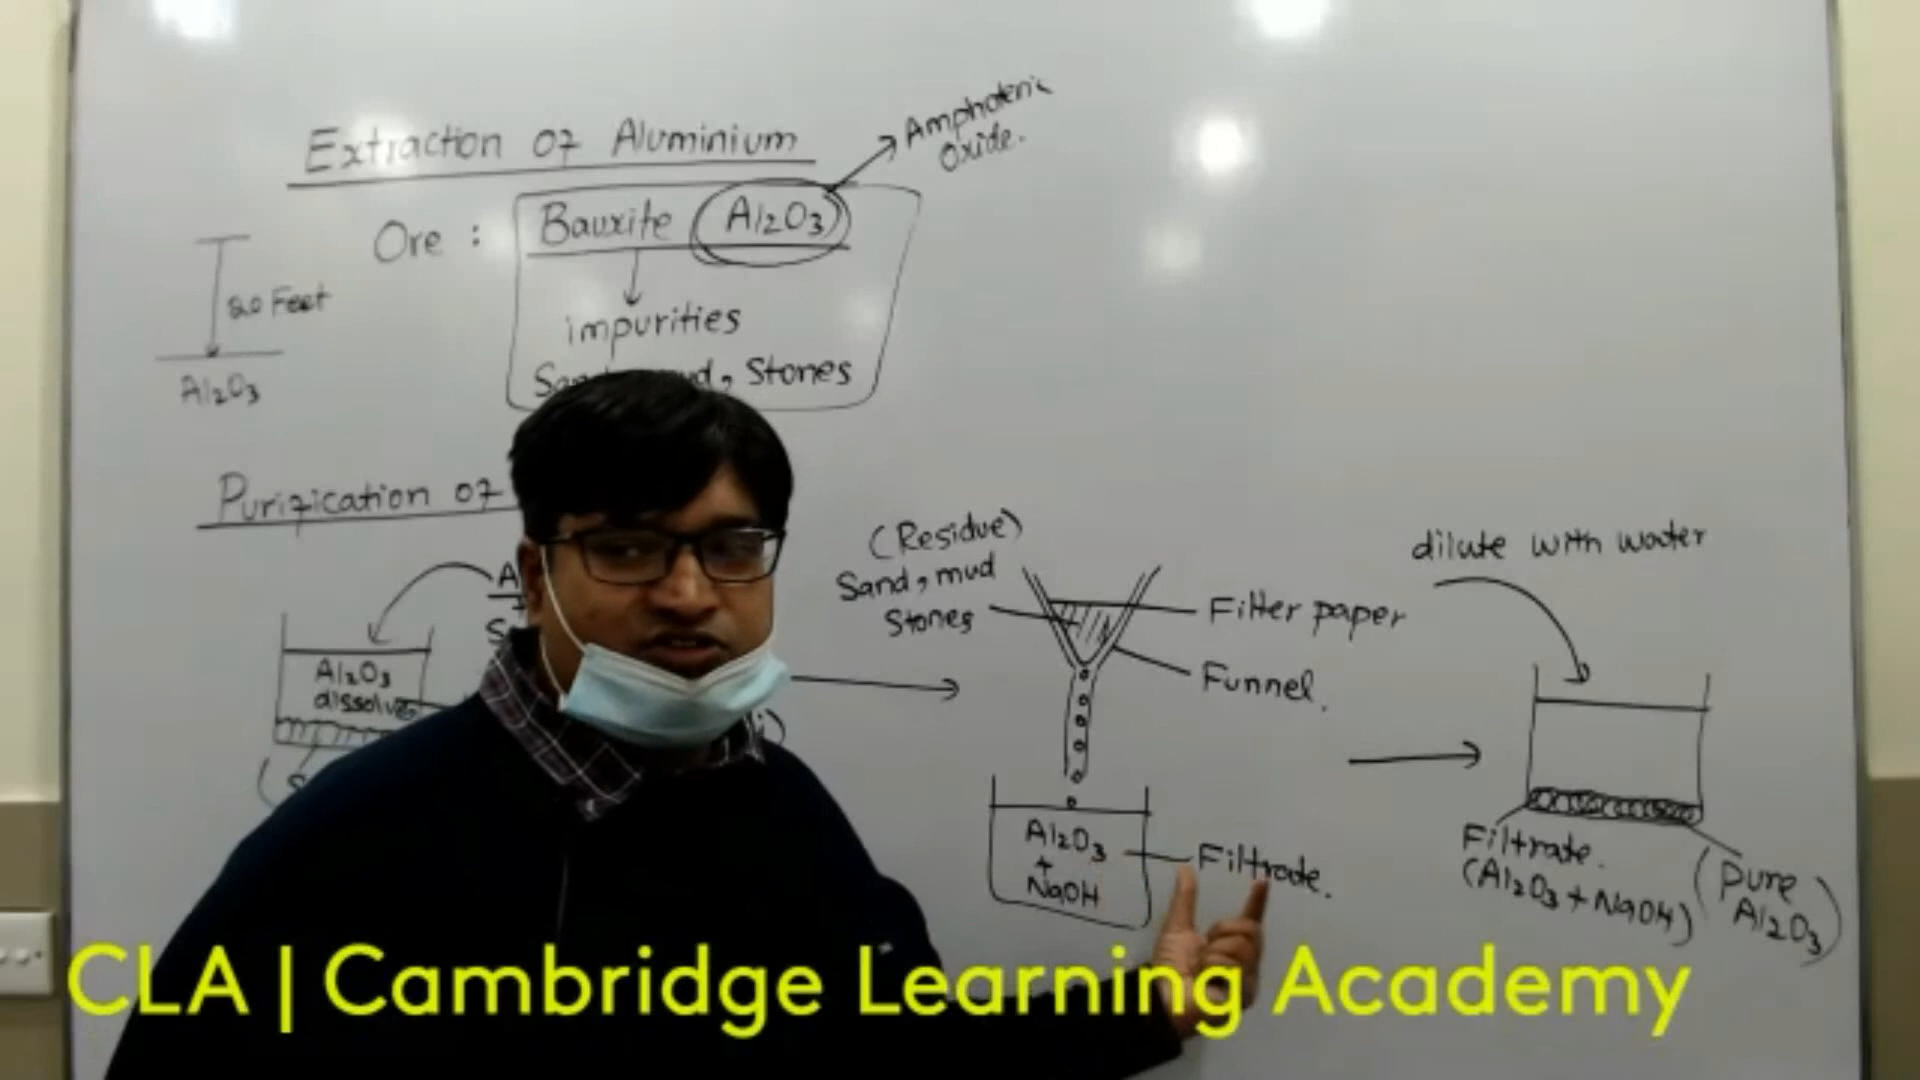 Extraction of Aluminium
Amphoteric
Oxide.
Ore : Bauxite (Al₂O₃)
20 Feet
Al₂O₃
impurities
Stones
Purification of
(Residue)
Sand, mud
Stones
Al₂O₃
dissolve
Filter paper
Funnel.
dilute with water
Al₂O₃
+
NaOH
Filtrate.
Filtrate.
(Al₂O₃ + NaOH)
(Pure
Al₂O₃)
CLA | Cambridge Learning Academy